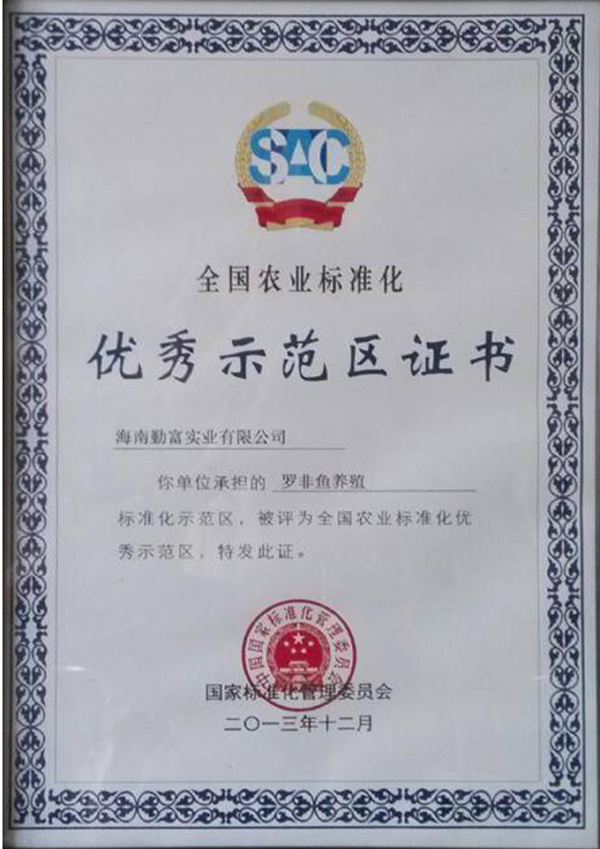 SAC
全国农业标准化
优秀示范区证书
海南勤富实业有限公司
你单位承担的 罗非鱼养殖
标准化示范区，被评为全国农业标准化优
秀示范区，特发此证。
中国国家标准化管理委员会
国家标准化管理委员会
二〇一三年十二月